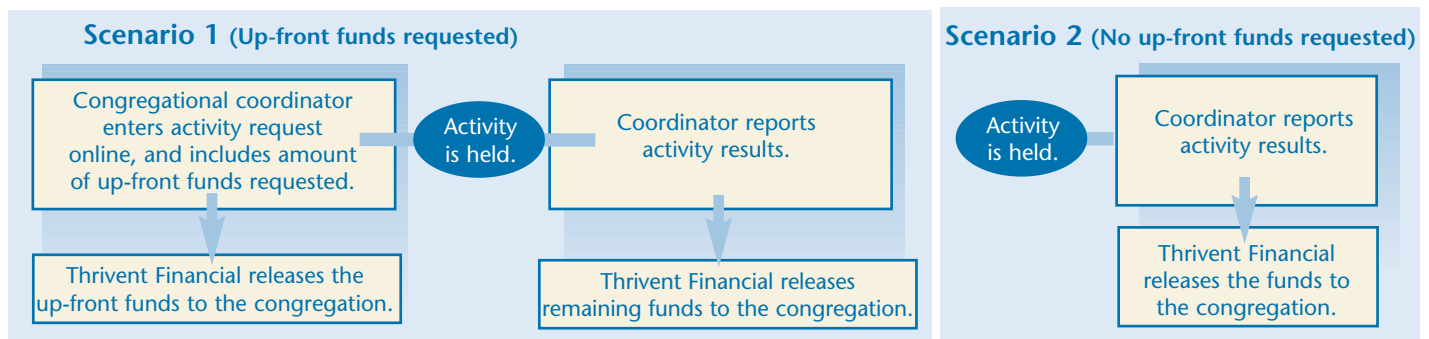 Scenario 1 (Up-front funds requested)
Congregational coordinator
enters activity request
online, and includes amount
of up-front funds requested.
Thrivent Financial releases the
up-front funds to the congregation.
Activity
is held.
Coordinator reports
activity results.
Thrivent Financial releases
remaining funds to the congregation.
Scenario 2 (No up-front funds requested)
Activity
is held.
Coordinator reports
activity results.
Thrivent Financial
releases the funds to
the congregation.